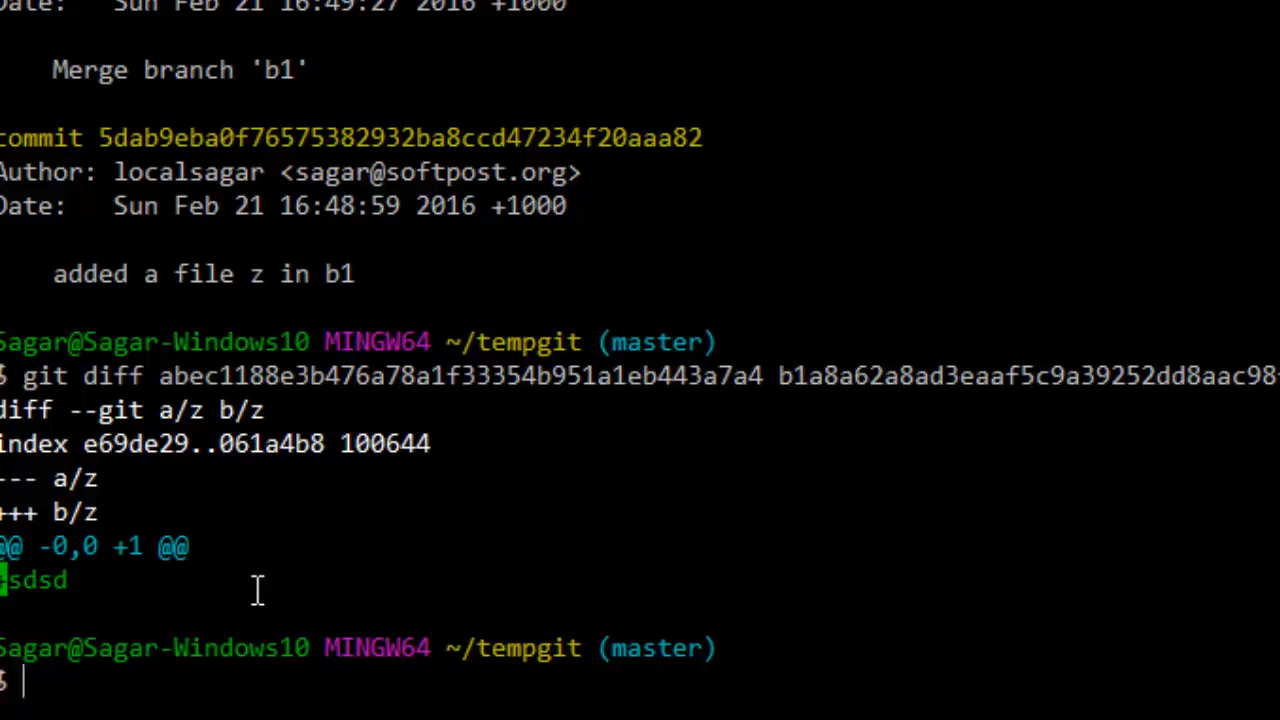 Date:   Sun Feb 21 16:49:27 2016 +1000
Merge branch 'b1'
commit 5dab9eba0f76575382932ba8ccd47234f20aaa82
Author: localsagar <sagar@softpost.org>
Date:   Sun Feb 21 16:48:59 2016 +1000
added a file z in b1
Sagar@Sagar-Windows10 MINGW64 ~/tempgit (master)
$ git diff abec1188e3b476a78a1f33354b951a1eb443a7a4 b1a8a62a8ad3eaaf5c9a39252dd8aac98
diff --git a/z b/z
index e69de29..061a4b8 100644
--- a/z
+++ b/z
@@ -0,0 +1 @@
+sdsd
Sagar@Sagar-Windows10 MINGW64 ~/tempgit (master)
$